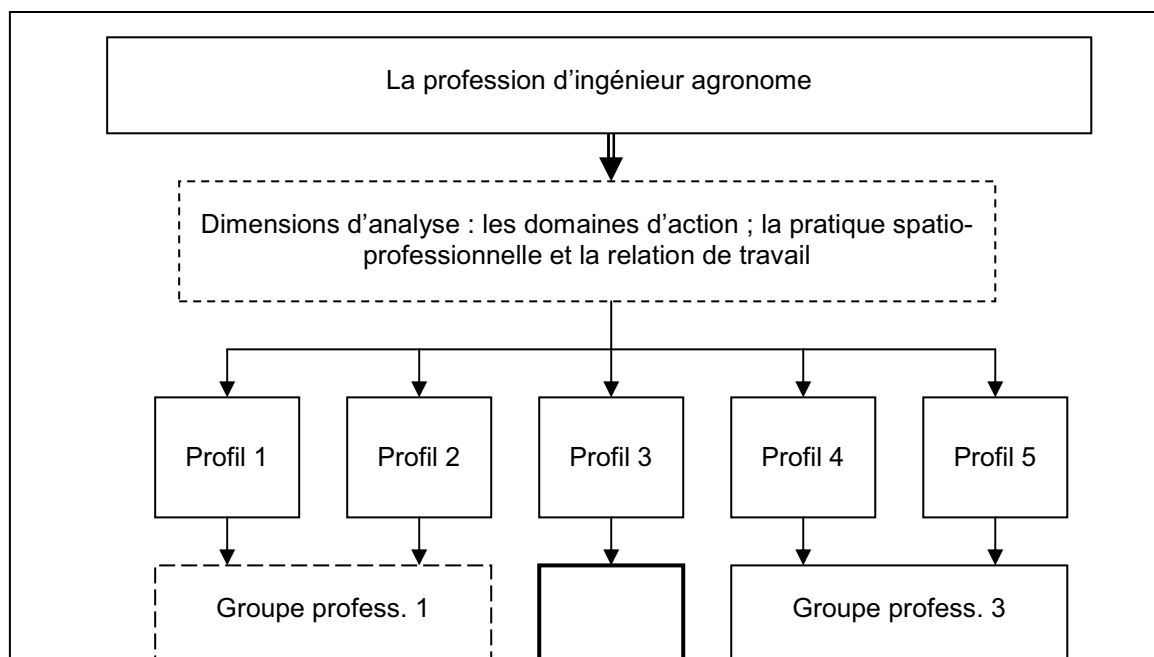 La profession d'ingénieur agronome
Dimensions d'analyse : les domaines d'action ; la pratique spatio-
professionnelle et la relation de travail
Profil 1
Profil 2
Profil 3
Profil 4
Profil 5
Groupe profess. 1
Groupe profess. 3